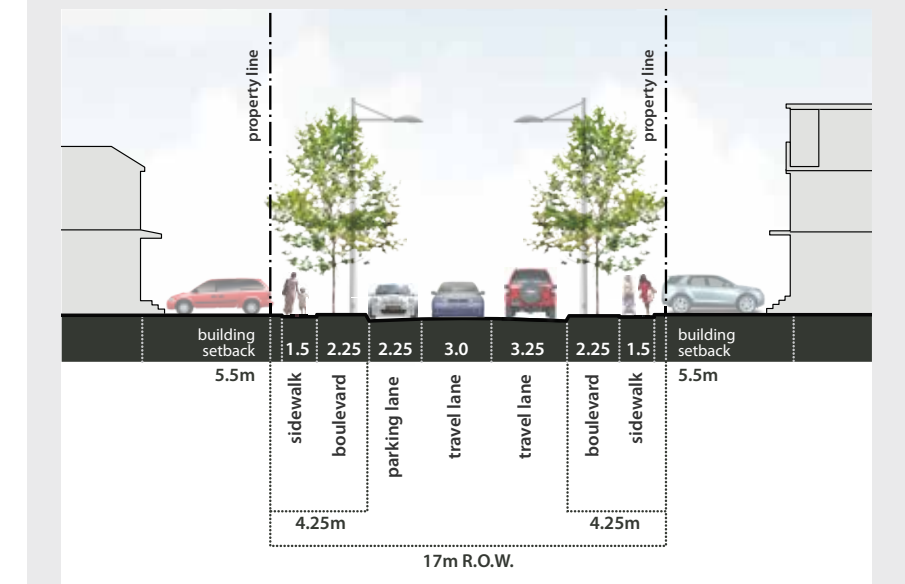 property line
property line
building
setback
1.5
2.25
2.25
3.0
3.25
2.25
1.5
building
setback
5.5m
5.5m
sidewalk
boulevard
parking lane
travel lane
travel lane
boulevard
sidewalk
4.25m
4.25m
17m R.O.W.